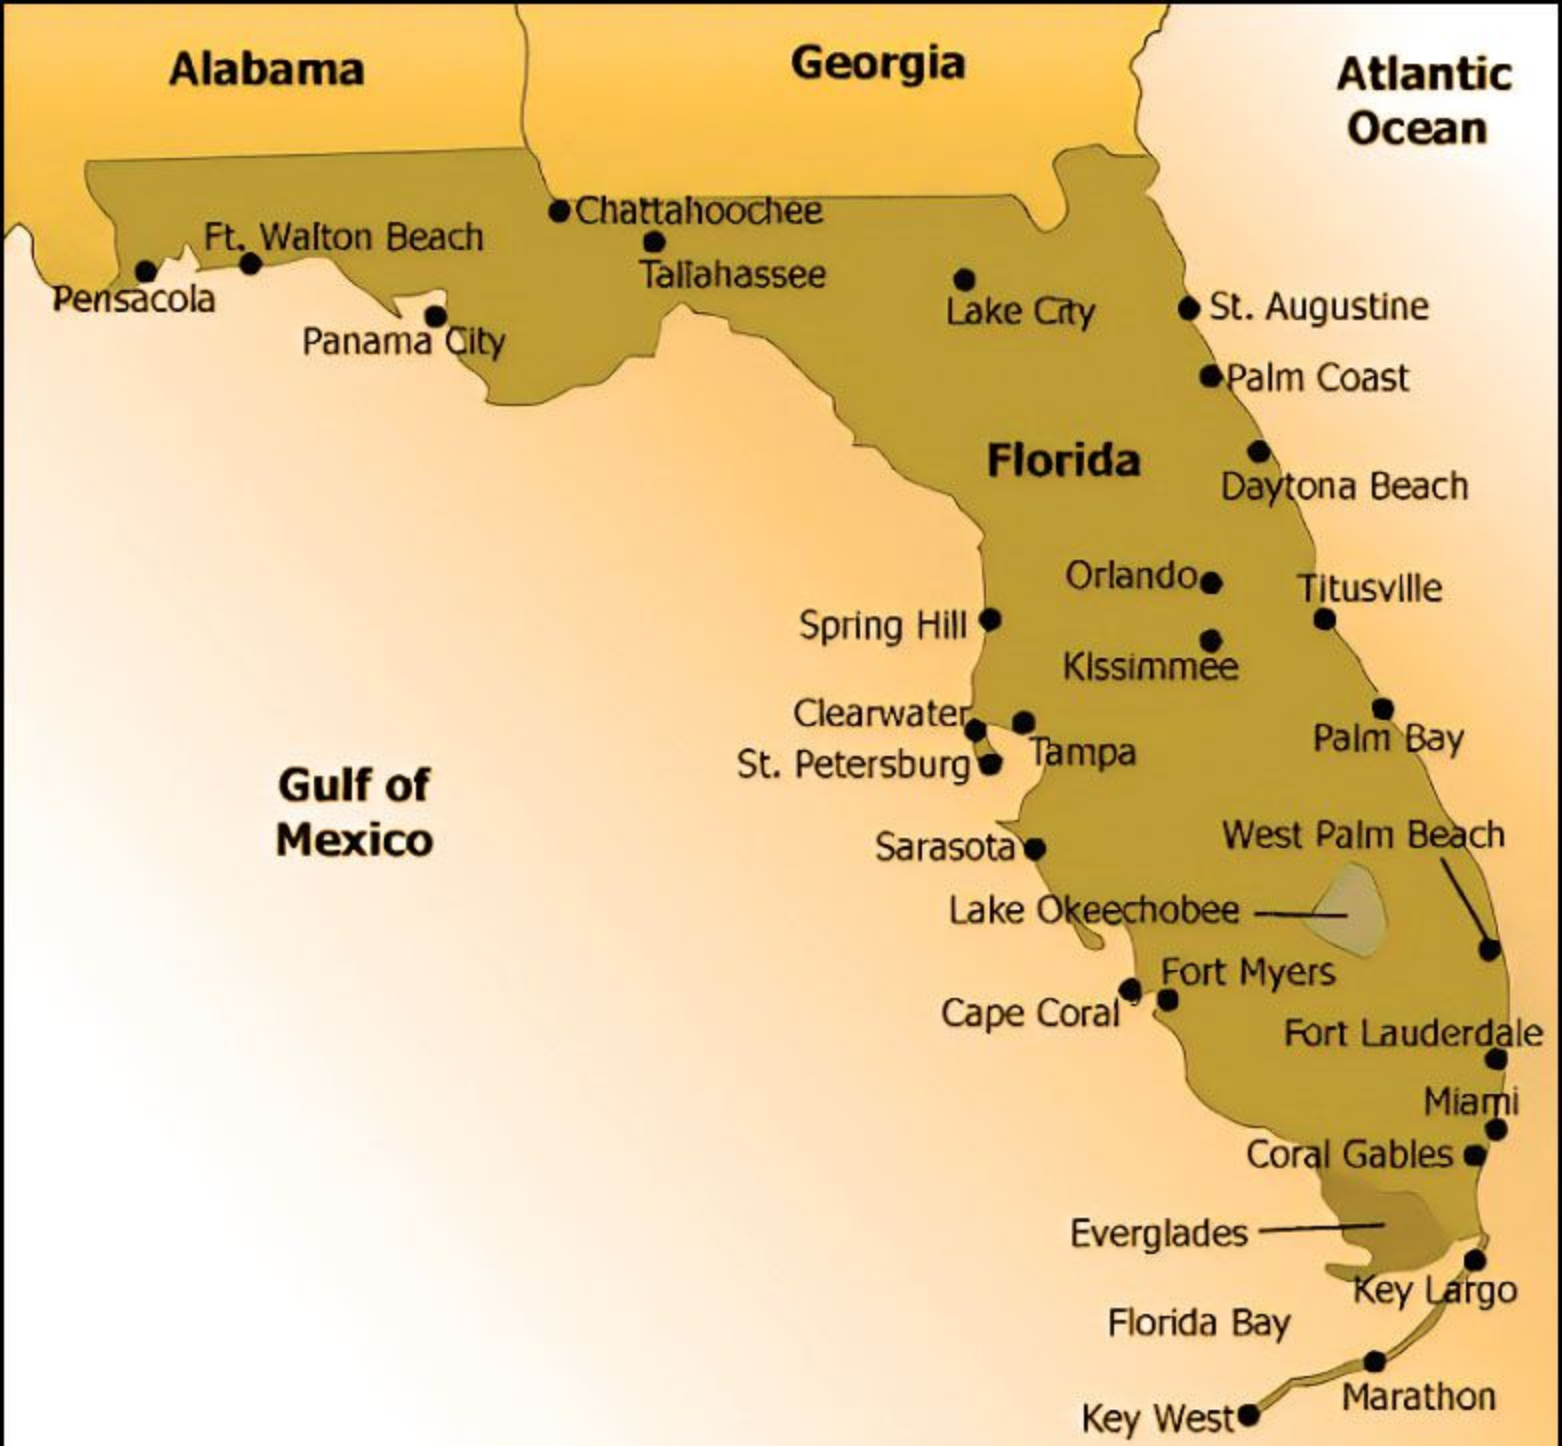 Alabama
Georgia
Atlantic
Ocean
Chattahoochee
Ft. Walton Beach
Tallahassee
Pensacola
Lake City
St. Augustine
Panama City
Palm Coast
Florida
Daytona Beach
Orlando
Titusville
Spring Hill
Kissimmee
Clearwater
Palm Bay
Tampa
St. Petersburg
Gulf of
Mexico
West Palm Beach
Sarasota
Lake Okeechobee
Fort Myers
Cape Coral
Fort Lauderdale
Miami
Coral Gables
Everglades
Key Largo
Florida Bay
Marathon
Key West